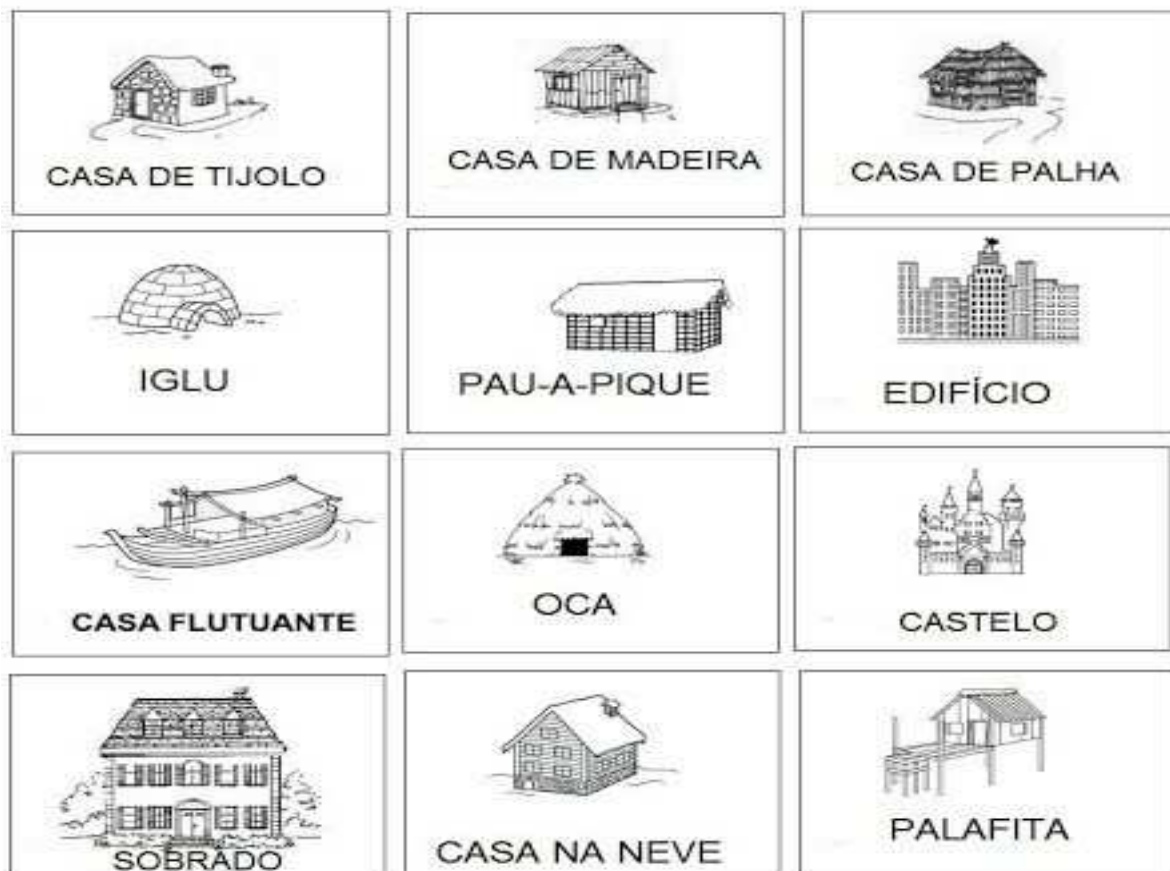 CASA DE TIJOLO
CASA DE MADEIRA
CASA DE PALHA
IGLU
PAU-A-PIQUE
EDIFÍCIO
CASA FLUTUANTE
OCA
CASTELO
SOBRADO
CASA NA NEVE
PALAFITA